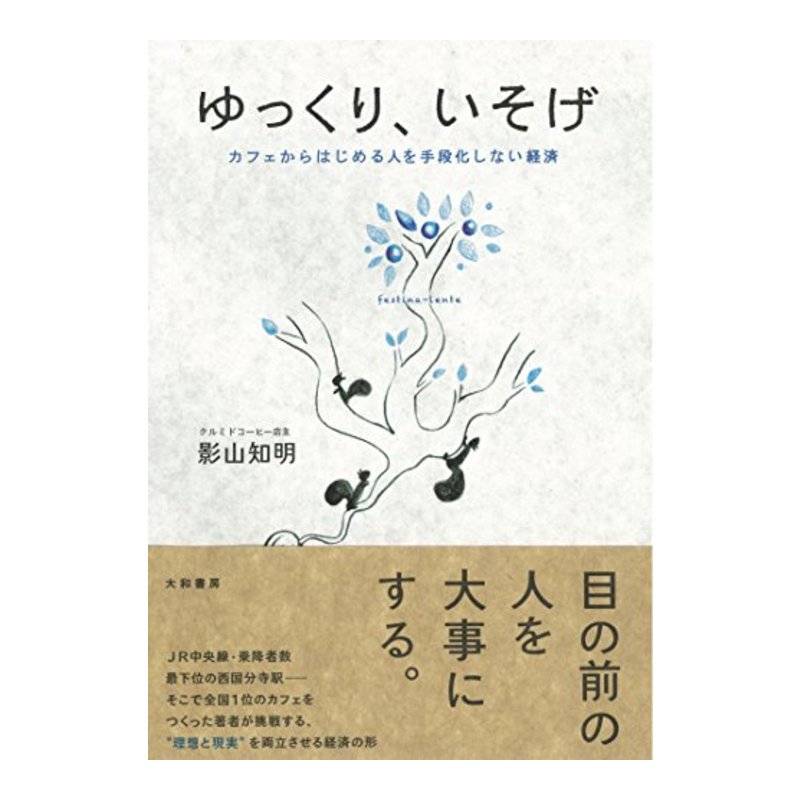 ゆっくり、いそげ
カフェからはじめる人を手段化しない経済
festina-lente
クルミドコーヒー店主
影山知明
目の前の
人を
大事に
する。
大和書房
JR中央線・乗降者数
最下位の西国分寺駅——
そこで全国1位のカフェを
つくった著者が挑戦する、
“理想と現実”を両立させる経済の形